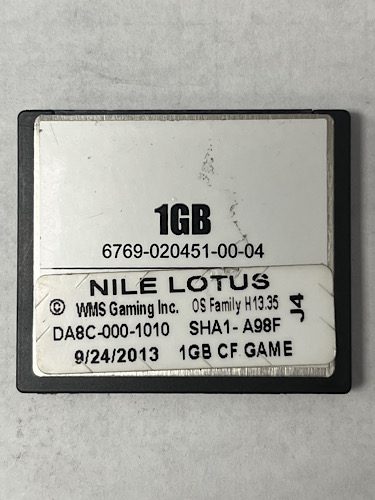 1GB
6769-020451-00-04
NILE LOTUS
© WMS Gaming Inc. OS Family H13.35
DA8C-000-1010 SHA1- A98F
9/24/2013 1GB CF GAME
J4